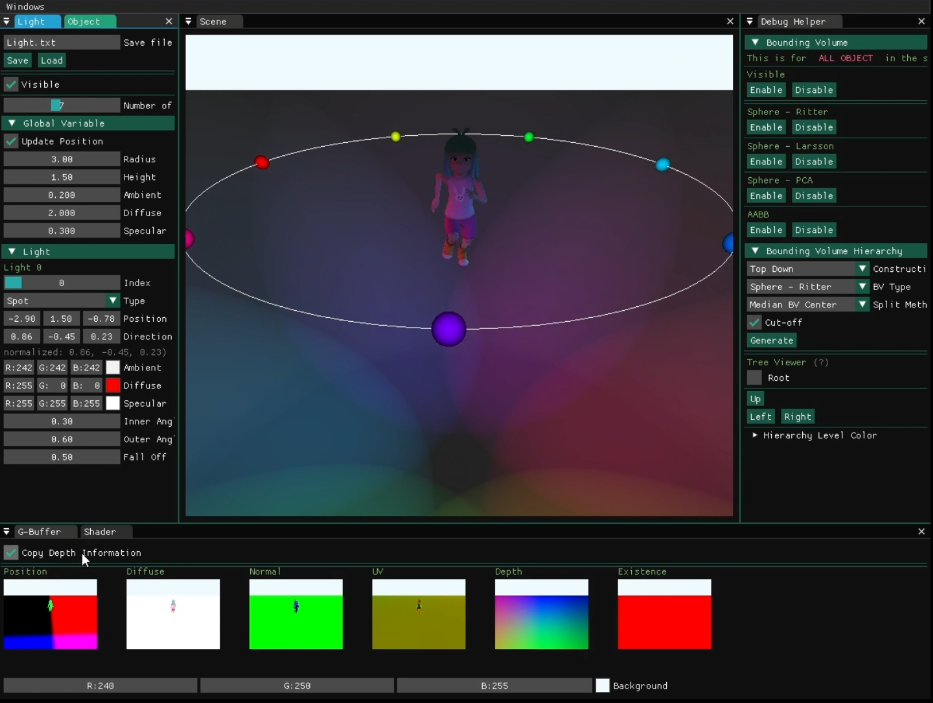 Windows
Light Object
Light.txt Save file
Save Load
Visible
7 Number of
Global Variable
Update Position
3.00 Radius
1.50 Height
0.200 Ambient
2.000 Diffuse
0.300 Specular
Light
Light 0
0 Index
Spot Type
-2.90 1.50 -0.78 Position
0.86 -0.45 0.23 Direction
normalized: 0.86, -0.45, 0.23)
R:242 G:242 B:242 Ambient
R:255 G: 0 B: 0 Diffuse
R:255 G:255 B:255 Specular
0.30 Inner Ang
0.60 Outer Ang
0.50 Fall Off
Scene
Debug Helper
Bounding Volume
This is for ALL OBJECT in the s
Visible
Enable Disable
Sphere - Ritter
Enable Disable
Sphere - Larsson
Enable Disable
Sphere - PCA
Enable Disable
AABB
Enable Disable
Bounding Volume Hierarchy
Top Down Constructi
Sphere - Ritter BV Type
Median BV Center Split Meth
Cut-off
Generate
Tree Viewer (?)
Root
Up
Left Right
Hierarchy Level Color
G-Buffer Shader
Copy Depth Information
Position Diffuse Normal UV Depth Existence
R:240 G:250 B:255 Background